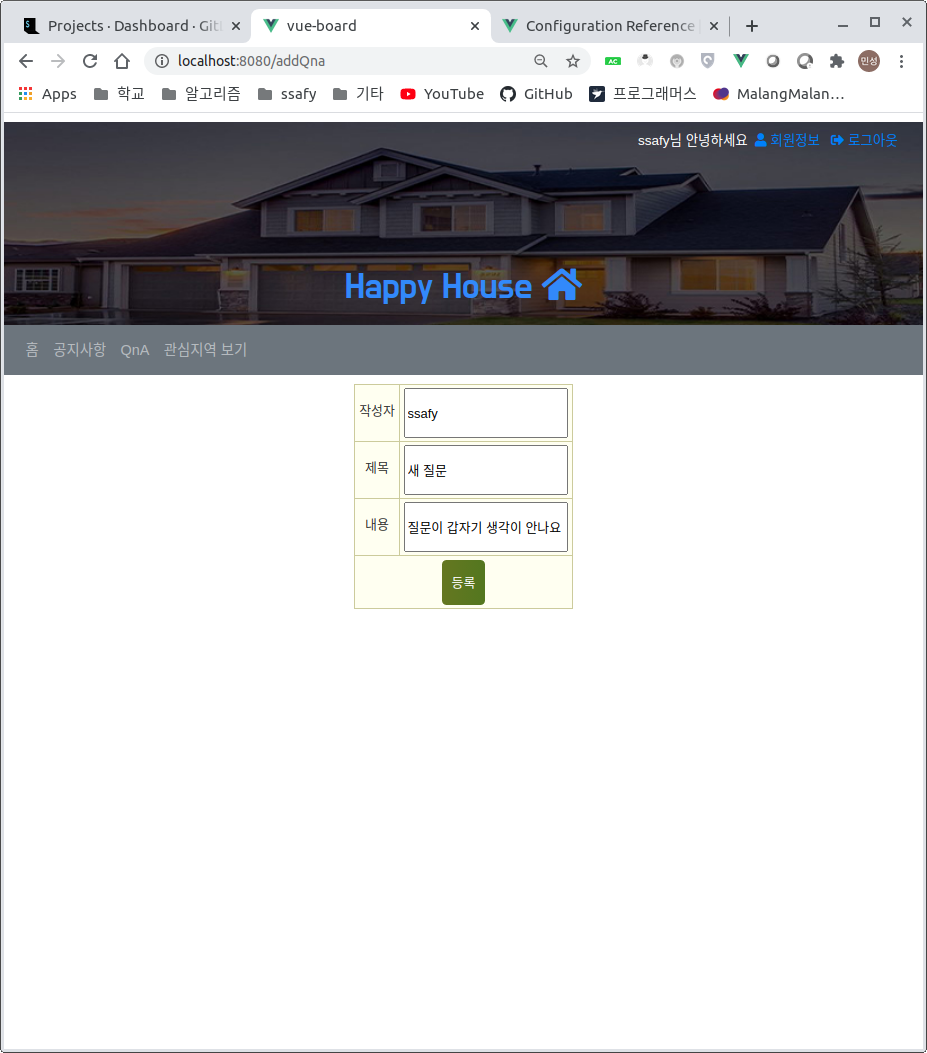 Projects · Dashboard · Git
vue-board
Configuration Reference
localhost:8080/addQna
AC
민성
Apps 학교 알고리즘 ssafy 기타 YouTube GitHub 프로그래머스 MalangMalan…
ssafy님 안녕하세요 회원정보 로그아웃
Happy House
홈 공지사항 QnA 관심지역 보기
작성자 ssafy
제목 새 질문
내용 질문이 갑자기 생각이 안나요
등록